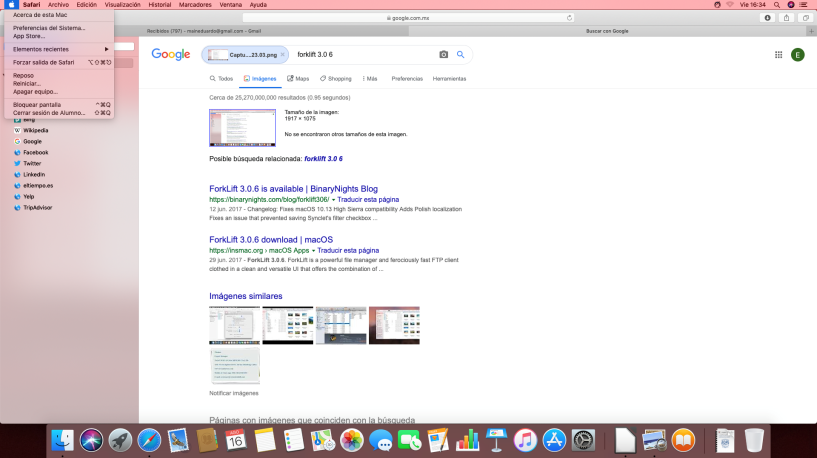 Safari Archivo Edición Visualización Historial Marcadores Ventana Ayuda
Vie 16:34
Acerca de esta Mac
Preferencias del Sistema...
App Store...
Elementos recientes
Forzar salida de Safari
Reposo
Reiniciar...
Apagar equipo...
Bloquear pantalla
Cerrar sesión de Alumno...
Bing
Wikipedia
Google
Facebook
Twitter
LinkedIn
eltiempo.es
Yelp
TripAdvisor
google.com.mx
Recibidos (797) - maineduardo@gmail.com - Gmail
Buscar con Google
Google
Captu....23.03.png ×
forklift 3.0 6
E
Todos Imágenes Maps Shopping Más Preferencias Herramientas
Cerca de 25,270,000,000 resultados (0.95 segundos)
Tamaño de la imagen:
1917 × 1075
No se encontraron otros tamaños de esta imagen.
Posible búsqueda relacionada: forklift 3.0 6
ForkLift 3.0.6 is available | BinaryNights Blog
https://binarynights.com/blog/forklift306/ ▾ Traducir esta página
12 jun. 2017 - Changelog: Fixes macOS 10.13 High Sierra compatibility Adds Polish localization
Fixes an issue that prevented saving Synclet's filter checkbox ...
ForkLift 3.0.6 download | macOS
https://insmac.org › macOS Apps ▾ Traducir esta página
29 jun. 2017 - ForkLift 3.0.6. ForkLift is a powerful file manager and ferociously fast FTP client
clothed in a clean and versatile UI that offers the combination of ...
Imágenes similares
Notificar imágenes
Páginas con imágenes que coinciden con la búsqueda
16